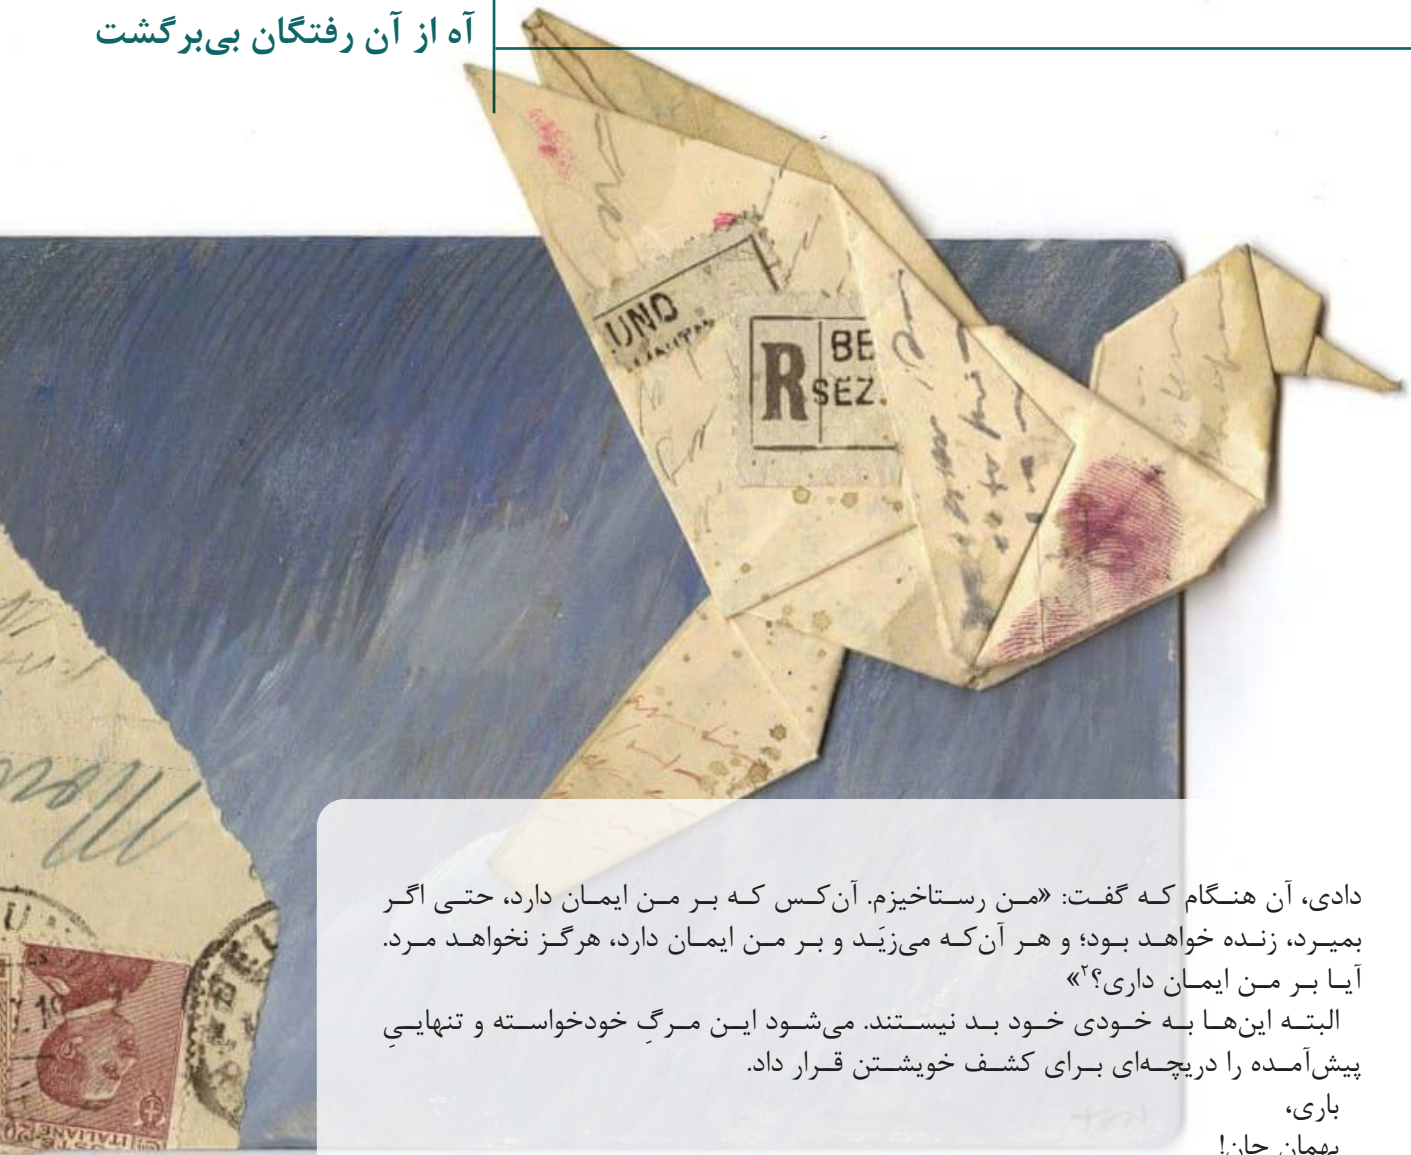 آه از آن رفتگان بی‌برگشت
UNO
R
BE
SEZ.
دادی، آن هنگام که گفت: «من رستاخیزم. آن‌کس که بر من ایمان دارد، حتی اگر
بمیرد، زنده خواهد بود؛ و هر آن‌که می‌زیَد و بر من ایمان دارد، هرگز نخواهد مرد.
آیا بر من ایمان داری؟۲»
البته این‌ها به خودی خود بد نیستند. می‌شود این مرگِ خودخواسته و تنهاییِ
پیش‌آمده را دریچه‌ای برای کشف خویشتن قرار داد.
باری،
بهمان جان!